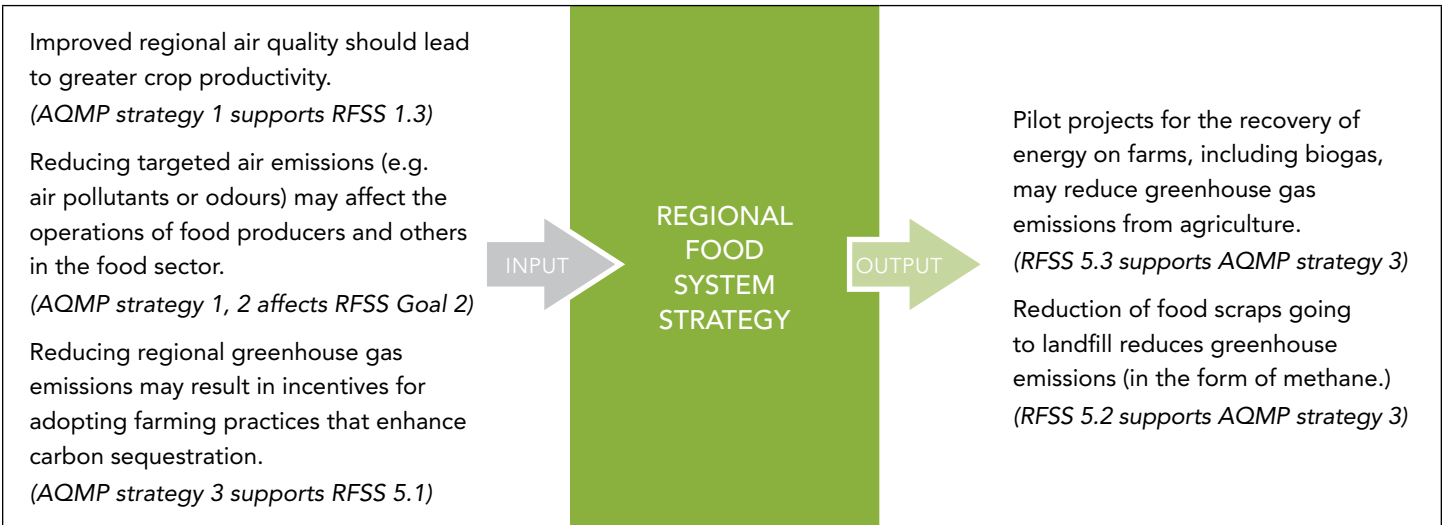 Improved regional air quality should lead
to greater crop productivity.
(AQMP strategy 1 supports RFSS 1.3)
Reducing targeted air emissions (e.g.
air pollutants or odours) may affect the
operations of food producers and others
in the food sector.
(AQMP strategy 1, 2 affects RFSS Goal 2)
Reducing regional greenhouse gas
emissions may result in incentives for
adopting farming practices that enhance
carbon sequestration.
(AQMP strategy 3 supports RFSS 5.1)
INPUT
REGIONAL
FOOD
SYSTEM
STRATEGY
OUTPUT
Pilot projects for the recovery of
energy on farms, including biogas,
may reduce greenhouse gas
emissions from agriculture.
(RFSS 5.3 supports AQMP strategy 3)
Reduction of food scraps going
to landfill reduces greenhouse
emissions (in the form of methane.)
(RFSS 5.2 supports AQMP strategy 3)